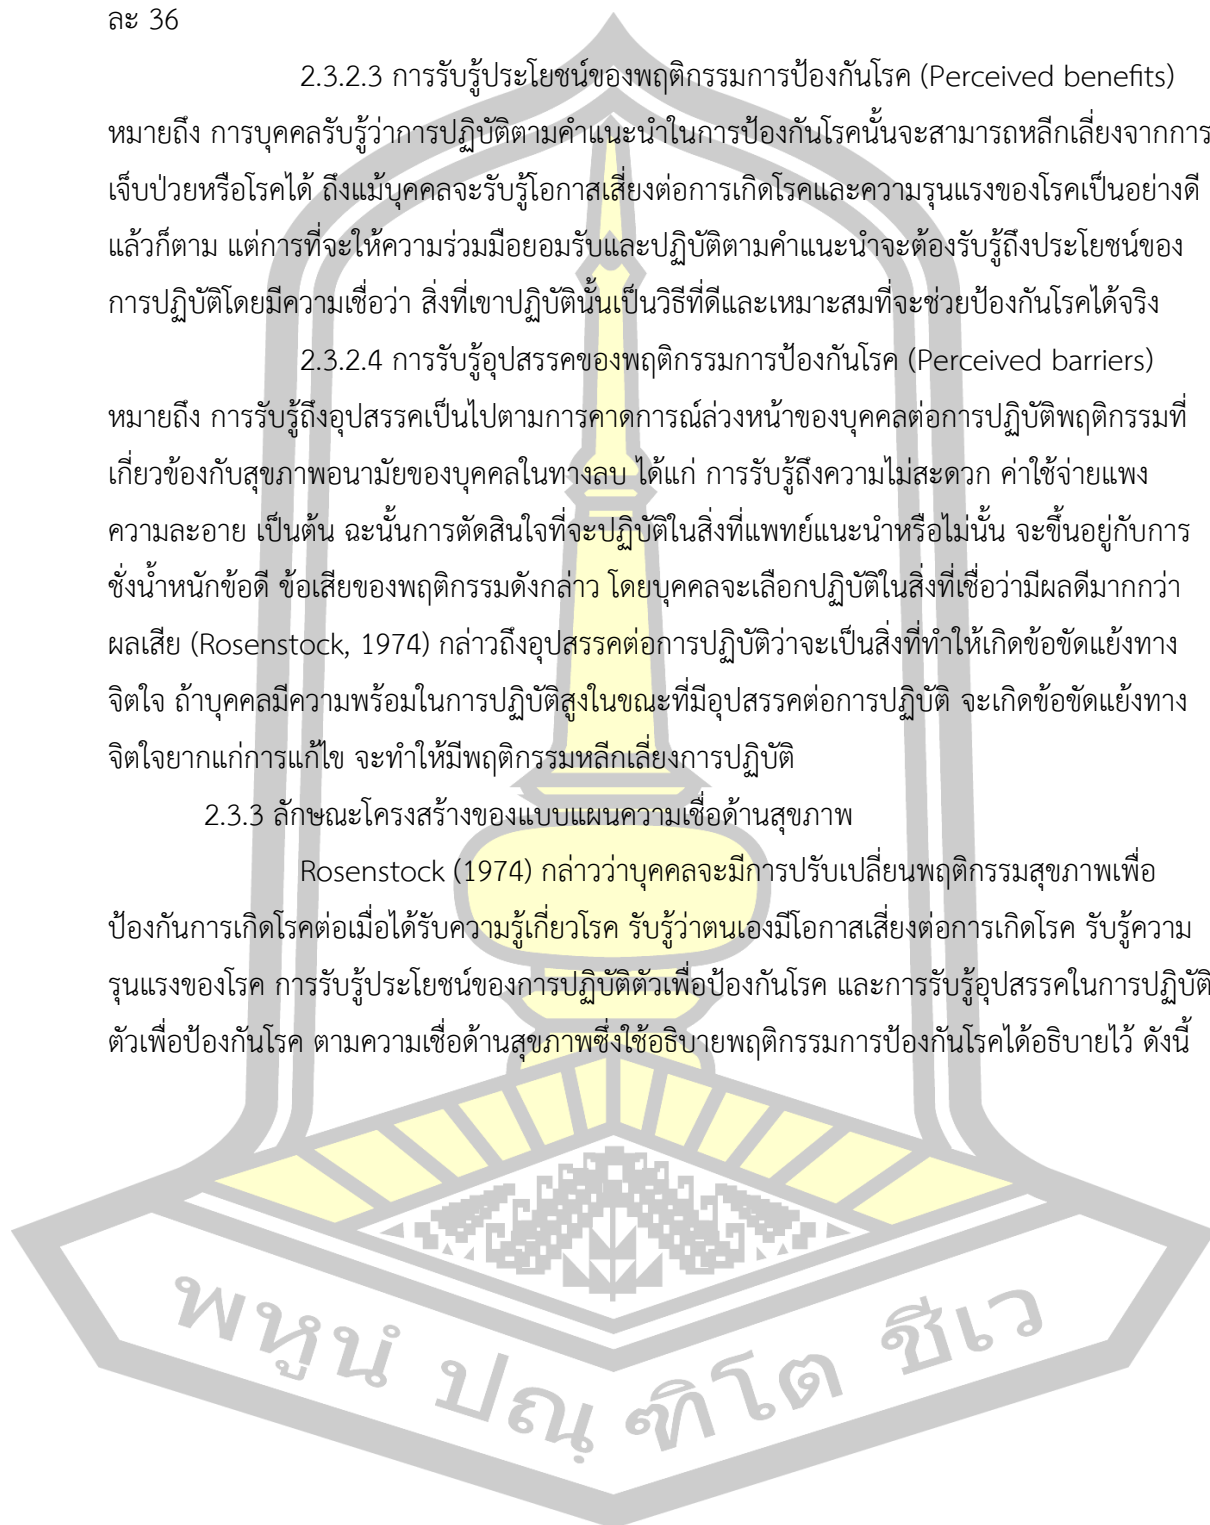 ละ 36
2.3.2.3 การรับรู้ประโยชน์ของพฤติกรรมการป้องกันโรค (Perceived benefits)
หมายถึง การบุคคลรับรู้ว่าการปฏิบัติตามคำแนะนำในการป้องกันโรคนั้นจะสามารถหลีกเลี่ยงจากการ
เจ็บป่วยหรือโรคได้ ถึงแม้บุคคลจะรับรู้โอกาสเสี่ยงต่อการเกิดโรคและความรุนแรงของโรคเป็นอย่างดี
แล้วก็ตาม แต่การที่จะให้ความร่วมมือยอมรับและปฏิบัติตามคำแนะนำจะต้องรับรู้ถึงประโยชน์ของ
การปฏิบัติโดยมีความเชื่อว่า สิ่งที่เขาปฏิบัตินั้นเป็นวิธีที่ดีและเหมาะสมที่จะช่วยป้องกันโรคได้จริง
2.3.2.4 การรับรู้อุปสรรคของพฤติกรรมการป้องกันโรค (Perceived barriers)
หมายถึง การรับรู้ถึงอุปสรรคเป็นไปตามการคาดการณ์ล่วงหน้าของบุคคลต่อการปฏิบัติพฤติกรรมที่
เกี่ยวข้องกับสุขภาพอนามัยของบุคคลในทางลบ ได้แก่ การรับรู้ถึงความไม่สะดวก ค่าใช้จ่ายแพง
ความละอาย เป็นต้น ฉะนั้นการตัดสินใจที่จะปฏิบัติในสิ่งที่แพทย์แนะนำหรือไม่นั้น จะขึ้นอยู่กับการ
ชั่งน้ำหนักข้อดี ข้อเสียของพฤติกรรมดังกล่าว โดยบุคคลจะเลือกปฏิบัติในสิ่งที่เชื่อว่ามีผลดีมากกว่า
ผลเสีย (Rosenstock, 1974) กล่าวถึงอุปสรรคต่อการปฏิบัติว่าจะเป็นสิ่งที่ทำให้เกิดข้อขัดแย้งทาง
จิตใจ ถ้าบุคคลมีความพร้อมในการปฏิบัติสูงในขณะที่มีอุปสรรคต่อการปฏิบัติ จะเกิดข้อขัดแย้งทาง
จิตใจยากแก่การแก้ไข จะทำให้มีพฤติกรรมหลีกเลี่ยงการปฏิบัติ
2.3.3 ลักษณะโครงสร้างของแบบแผนความเชื่อด้านสุขภาพ
Rosenstock (1974) กล่าวว่าบุคคลจะมีการปรับเปลี่ยนพฤติกรรมสุขภาพเพื่อ
ป้องกันการเกิดโรคต่อเมื่อได้รับความรู้เกี่ยวโรค รับรู้ว่าตนเองมีโอกาสเสี่ยงต่อการเกิดโรค รับรู้ความ
รุนแรงของโรค การรับรู้ประโยชน์ของการปฏิบัติตัวเพื่อป้องกันโรค และการรับรู้อุปสรรคในการปฏิบัติ
ตัวเพื่อป้องกันโรค ตามความเชื่อด้านสุขภาพซึ่งใช้อธิบายพฤติกรรมการป้องกันโรคได้อธิบายไว้ ดังนี้
พหูนํ ปณฺฑิโต ชีเว